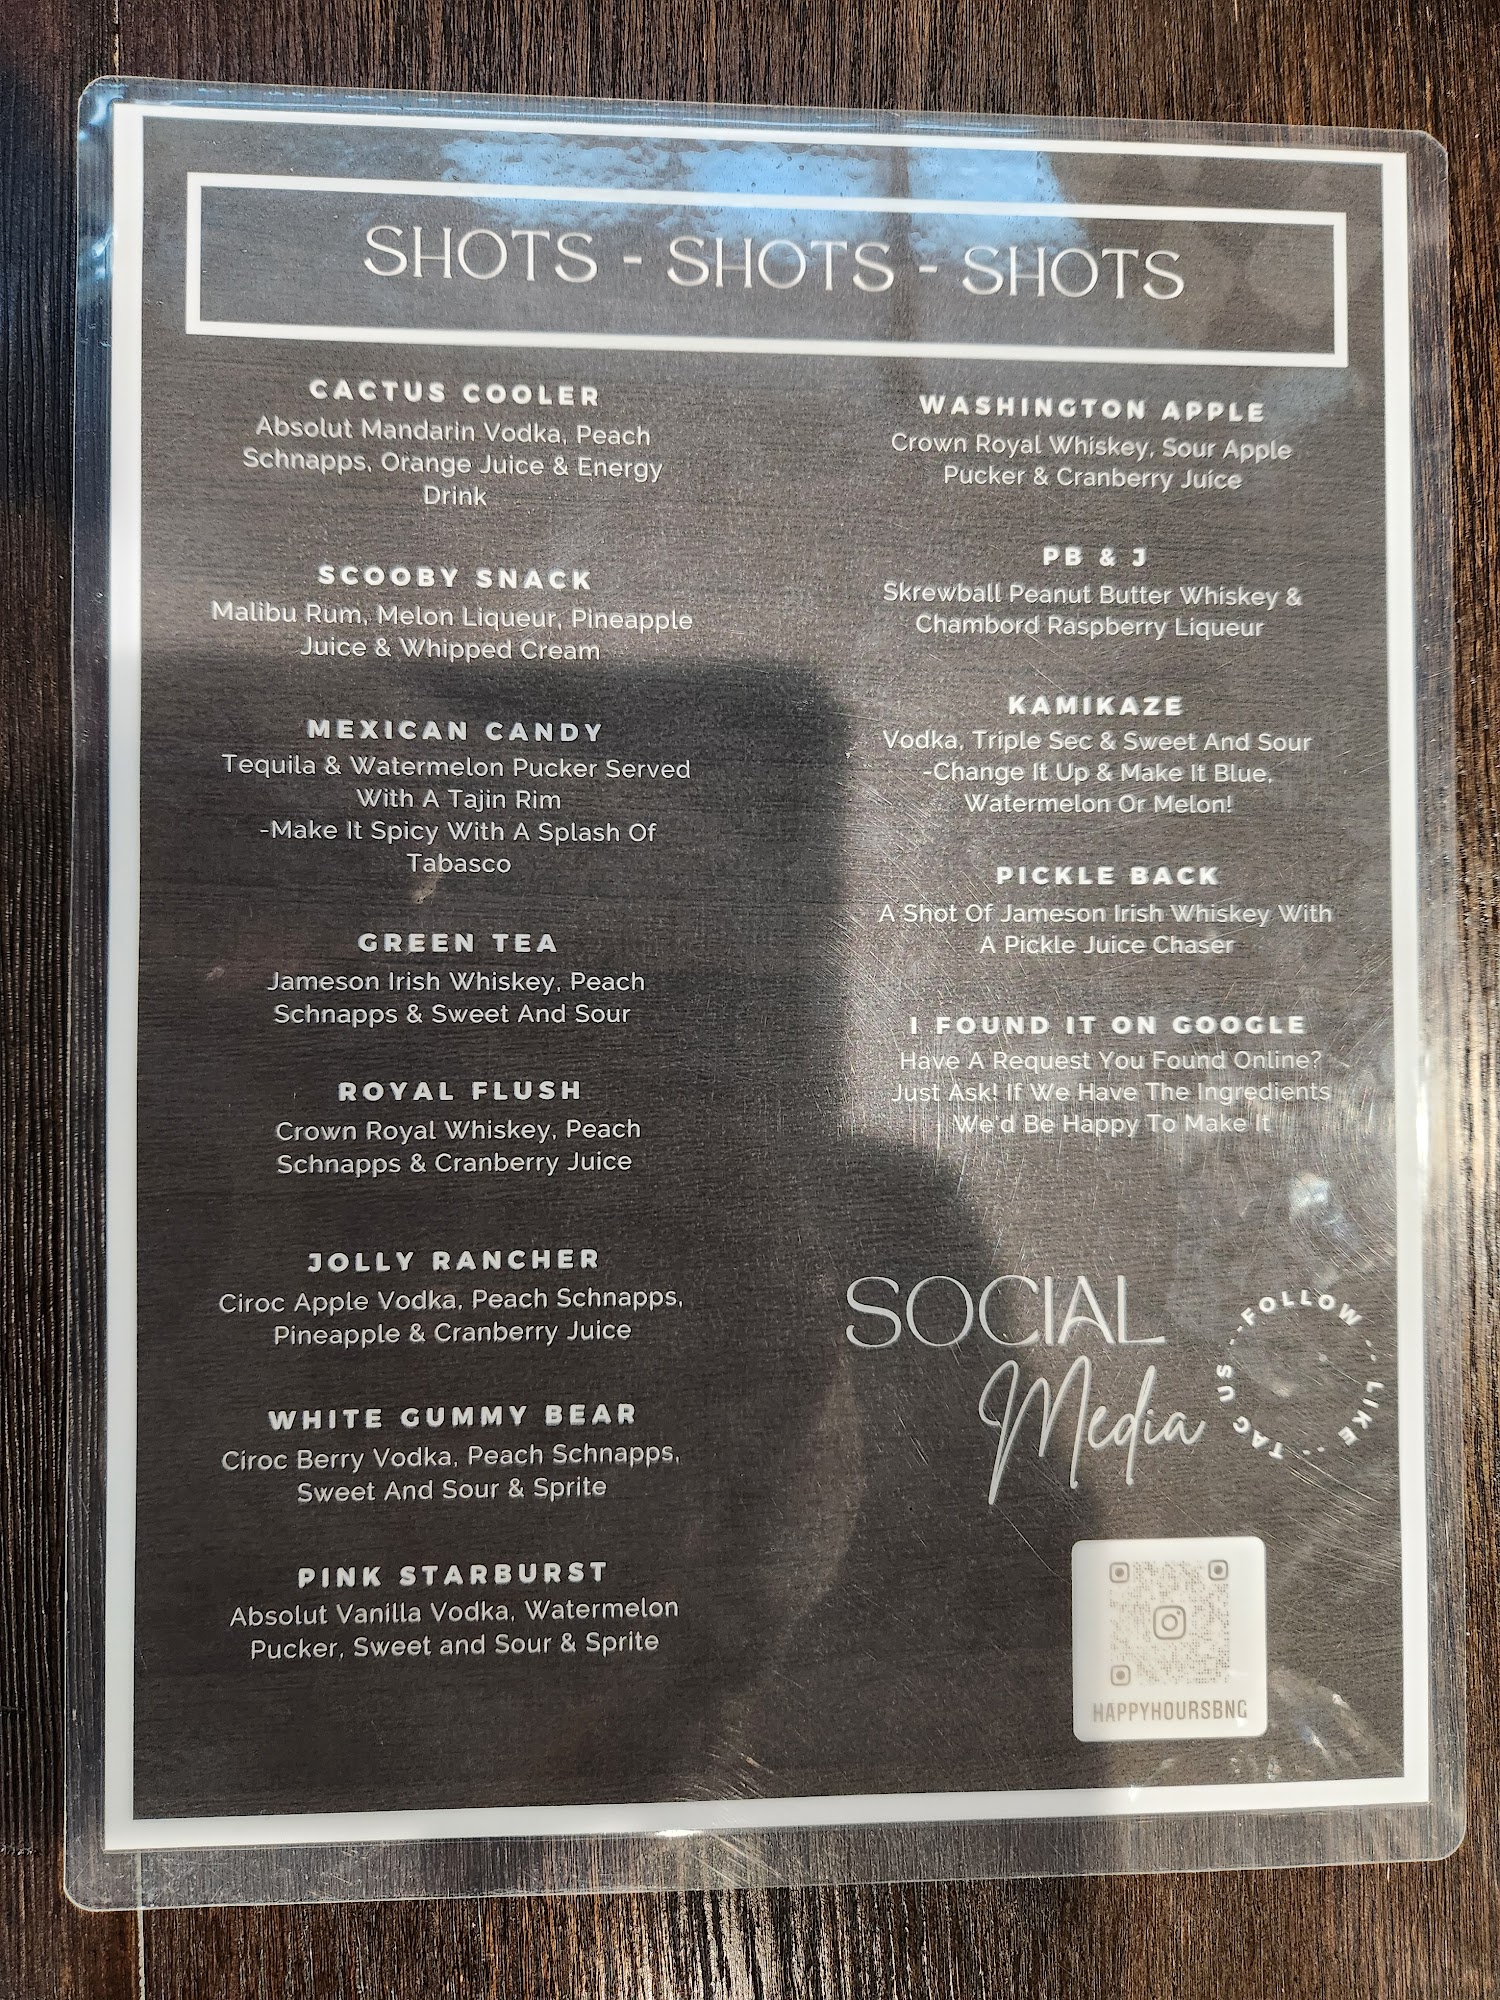 SHOTS - SHOTS - SHOTS
CACTUS COOLER
Absolut Mandarin Vodka, Peach
Schnapps, Orange Juice & Energy
Drink
SCOOBY SNACK
Malibu Rum, Melon Liqueur, Pineapple
Juice & Whipped Cream
MEXICAN CANDY
Tequila & Watermelon Pucker Served
With A Tajin Rim
-Make It Spicy With A Splash Of
Tabasco
GREEN TEA
Jameson Irish Whiskey, Peach
Schnapps & Sweet And Sour
ROYAL FLUSH
Crown Royal Whiskey, Peach
Schnapps & Cranberry Juice
JOLLY RANCHER
Ciroc Apple Vodka, Peach Schnapps,
Pineapple & Cranberry Juice
WHITE GUMMY BEAR
Ciroc Berry Vodka, Peach Schnapps,
Sweet And Sour & Sprite
PINK STARBURST
Absolut Vanilla Vodka, Watermelon
Pucker, Sweet and Sour & Sprite
WASHINGTON APPLE
Crown Royal Whiskey, Sour Apple
Pucker & Cranberry Juice
PB & J
Skrewball Peanut Butter Whiskey &
Chambord Raspberry Liqueur
KAMIKAZE
Vodka, Triple Sec & Sweet And Sour
-Change It Up & Make It Blue,
Watermelon Or Melon!
PICKLE BACK
A Shot Of Jameson Irish Whiskey With
A Pickle Juice Chaser
I FOUND IT ON GOOGLE
Have A Request You Found Online?
Just Ask! If We Have The Ingredients
We'd Be Happy To Make It
SOCIAL
Media
FOLLOW -- LIKE -- TAG US --
HAPPYHOURSBNC